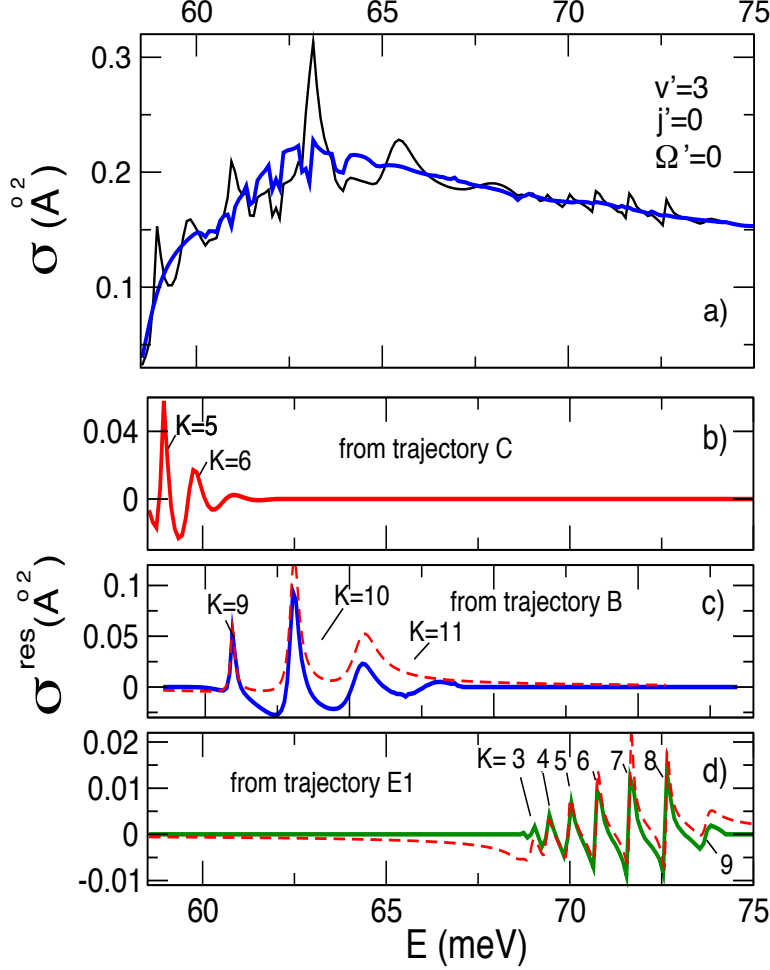 60 65 70 75
0.3
0.2
0.1
σ (Å²)
v'=3
j'=0
Ω'=0
a)
0.04
0
K=5
K=6
from trajectory C
b)
0.1
0.05
0
K=9
K=10
K=11
from trajectory B
c)
σ^res (Å²)
0.02
0.01
0
-0.01
from trajectory E1
K= 3 4 5 6 7 8
9
d)
60 65 70 75
E (meV)